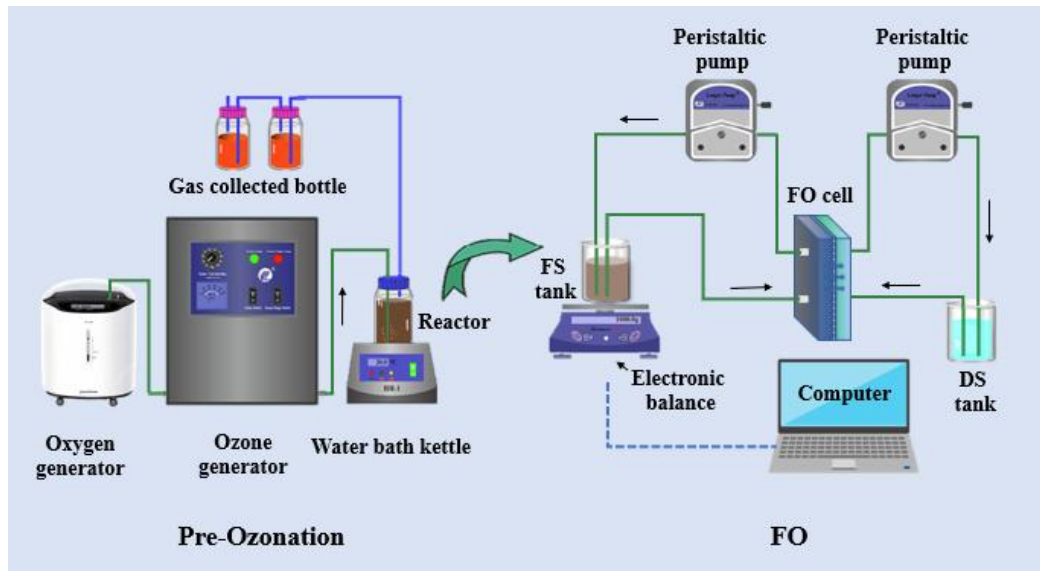 Peristaltic
pump
Peristaltic
pump
Gas collected bottle
FO cell
FS
tank
Reactor
Electronic
balance
Computer
DS
tank
Oxygen
generator
Ozone
generator
Water bath kettle
Pre-Ozonation
FO